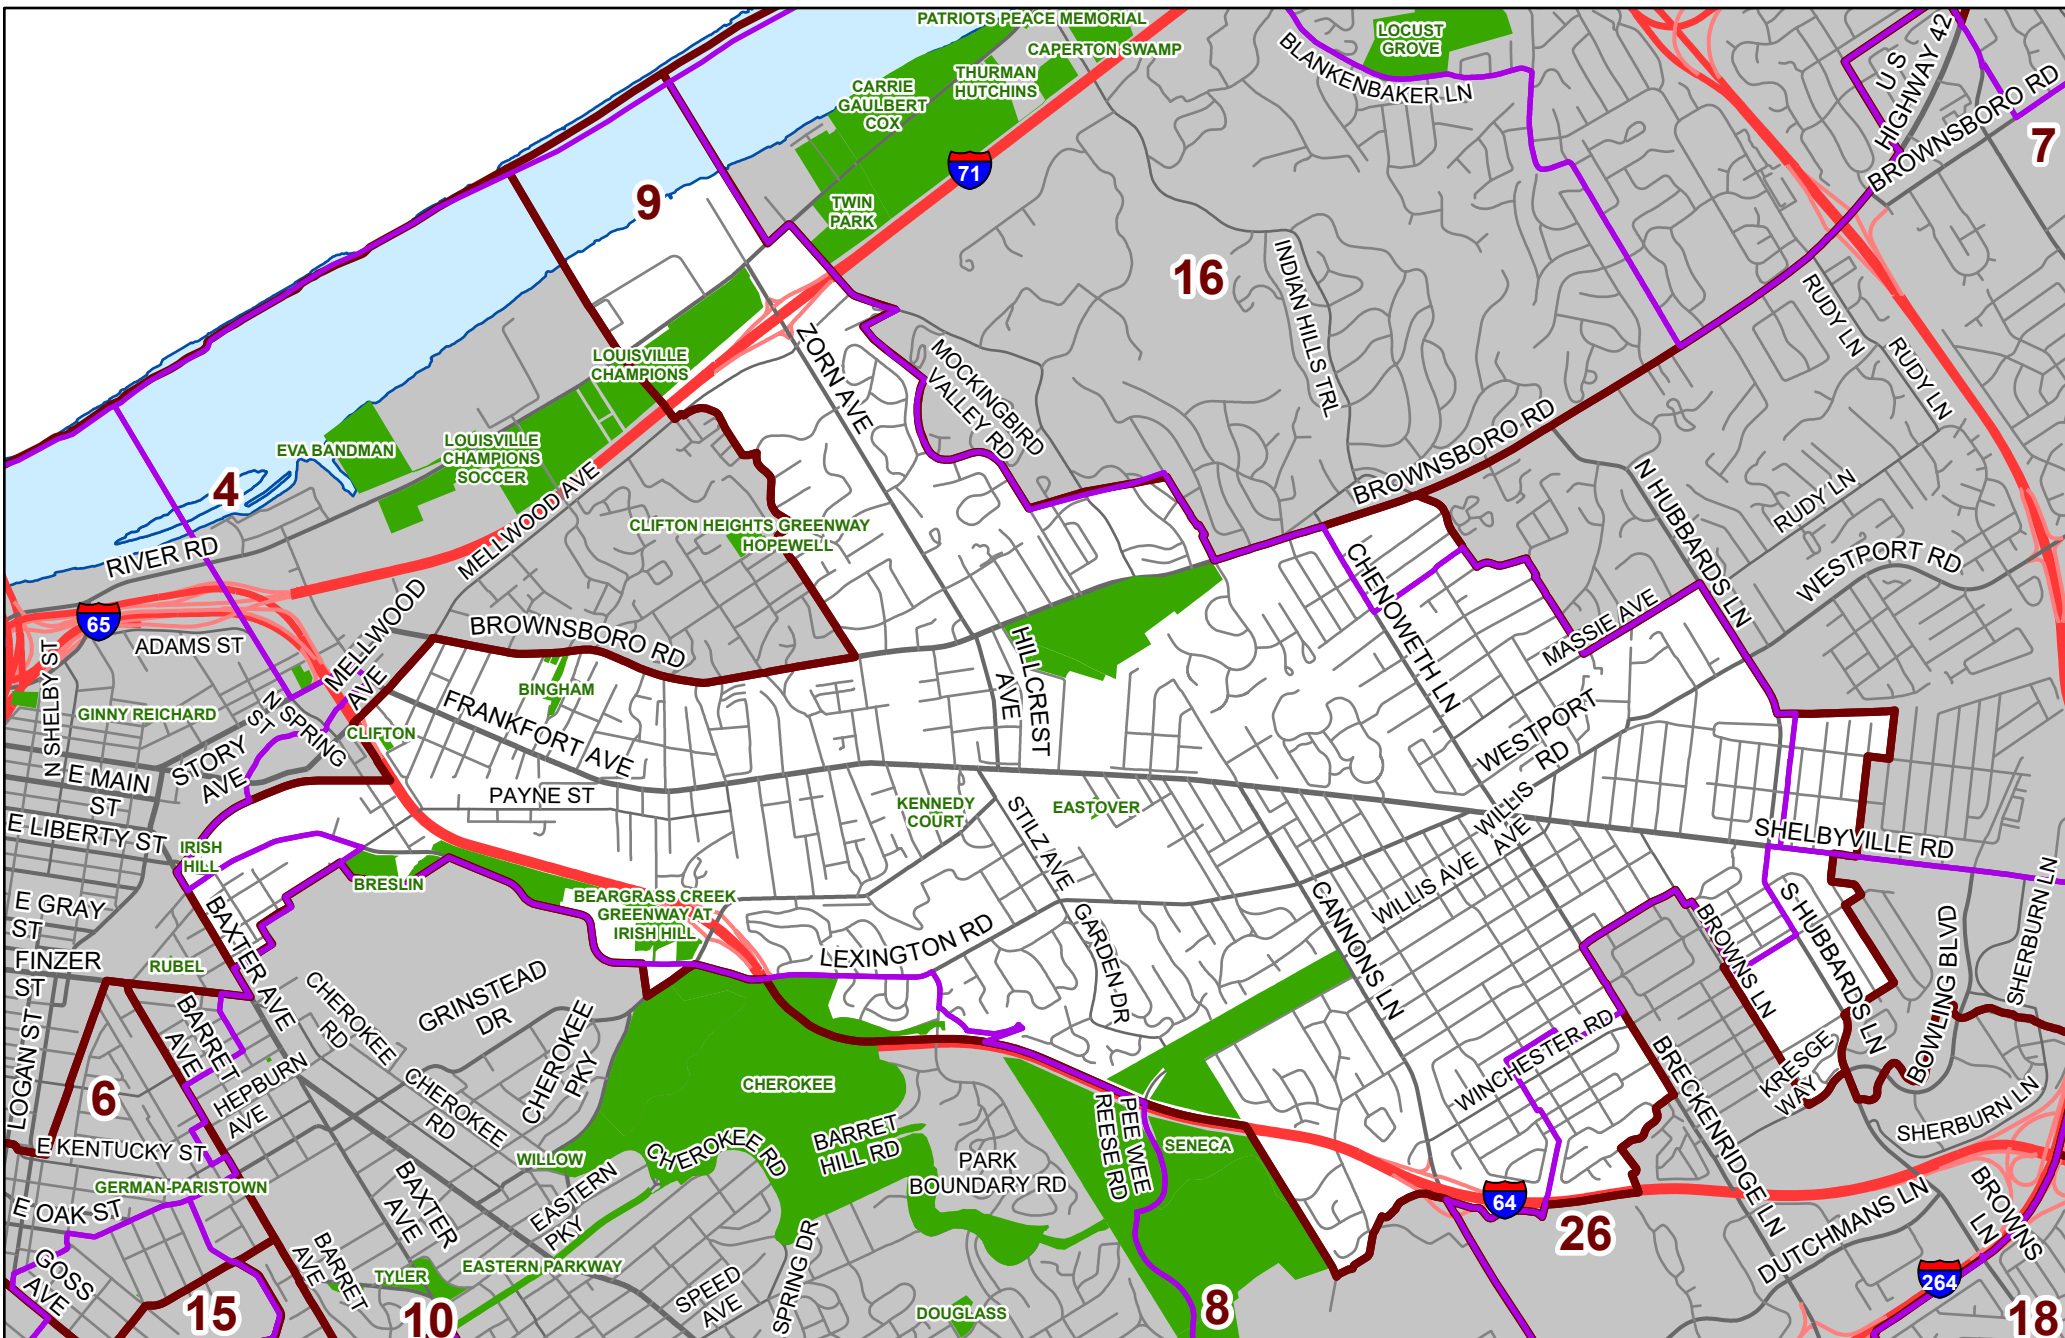 PATRIOTS PEACE MEMORIAL
CAPERTON SWAMP
LOCUST
GROVE
BLANKENBAKER LN
U S
HIGHWAY 42
BROWNSBORO RD
7
THURMAN
HUTCHINS
CARRIE
GAULBERT
COX
71
TWIN
PARK
9
16
INDIAN HILLS TRL
RUDY LN
RUDY LN
ZORN AVE
MOCKINGBIRD
VALLEY RD
LOUISVILLE
CHAMPIONS
EVA BANDMAN
LOUISVILLE
CHAMPIONS
SOCCER
4
MELLWOOD AVE
BROWNSBORO RD
N HUBBARDS LN
RUDY LN
WESTPORT RD
CLIFTON HEIGHTS GREENWAY
HOPEWELL
RIVER RD
65
ADAMS ST
MELLWOOD
AVE
BROWNSBORO RD
CHENOWETH LN
MASSIE AVE
N SHELBY ST
GINNY REICHARD
N SPRING
ST
CLIFTON
BINGHAM
FRANKFORT AVE
HILLCREST
AVE
WESTPORT
RD
STORY
AVE
E MAIN
ST
E LIBERTY ST
PAYNE ST
KENNEDY
COURT
STILZ AVE
EASTOVER
WILLIS
AVE
WILLIS AVE
SHELBYVILLE RD
IRISH
HILL
BRESLIN
BEARGRASS CREEK
GREENWAY AT
IRISH HILL
E GRAY
ST
FINZER
ST
RUBEL
BAXTER AVE
LEXINGTON RD
GARDEN DR
CANNONS LN
BROWNS LN
S HUBBARDS LN
BOWLING BLVD
SHERBURN LN
CHEROKEE
RD
GRINSTEAD
DR
CHEROKEE
PKY
LOGAN ST
BARRET
AVE
HEPBURN
AVE
6
CHEROKEE
RD
CHEROKEE
WINCHESTER RD
BRECKENRIDGE LN
KRESGE
WAY
SHERBURN LN
E KENTUCKY ST
WILLOW
CHEROKEE RD
BARRET
HILL RD
PARK
BOUNDARY RD
PEE WEE
REESE RD
SENECA
GERMAN-PARISTOWN
E OAK ST
BAXTER
AVE
EASTERN
PKY
64
26
DUTCHMANS LN
BROWNS
LN
GOSS
AVE
BARRET
AVE
TYLER
EASTERN PARKWAY
SPEED
AVE
SPRING DR
DOUGLASS
264
15
10
8
18